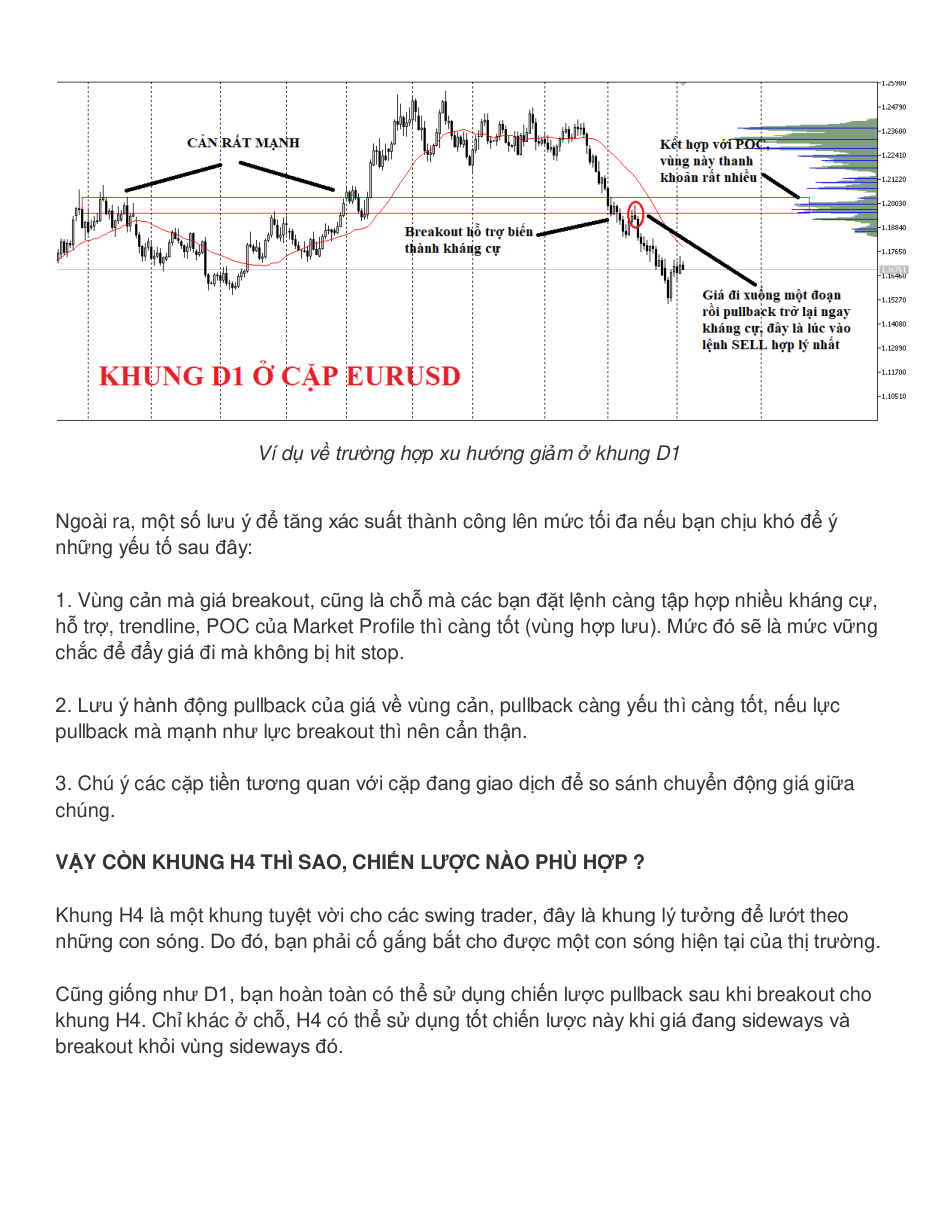 1.25980
1.24790
1.23600
1.22410
1.21220
1.20030
1.18840
1.17650
1.16460
1.15270
1.14080
1.12890
1.11700
1.10510
CẢN RẤT MẠNH
Kết hợp với POC,
vùng này thanh
khoản rất nhiều
Breakout hỗ trợ biến
thành kháng cự
Giá đi xuống một đoạn
rồi pullback trở lại ngay
kháng cự, đây là lúc vào
lệnh SELL hợp lý nhất
KHUNG D1 Ở CẶP EURUSD
Ví dụ về trường hợp xu hướng giảm ở khung D1
Ngoài ra, một số lưu ý để tăng xác suất thành công lên mức tối đa nếu bạn chịu khó để ý
những yếu tố sau đây:
1. Vùng cản mà giá breakout, cũng là chỗ mà các bạn đặt lệnh càng tập hợp nhiều kháng cự,
hỗ trợ, trendline, POC của Market Profile thì càng tốt (vùng hợp lưu). Mức đó sẽ là mức vững
chắc để đẩy giá đi mà không bị hit stop.
2. Lưu ý hành động pullback của giá về vùng cản, pullback càng yếu thì càng tốt, nếu lực
pullback mà mạnh như lực breakout thì nên cẩn thận.
3. Chú ý các cặp tiền tương quan với cặp đang giao dịch để so sánh chuyển động giá giữa
chúng.
VẬY CÒN KHUNG H4 THÌ SAO, CHIẾN LƯỢC NÀO PHÙ HỢP ?
Khung H4 là một khung tuyệt vời cho các swing trader, đây là khung lý tưởng để lướt theo
những con sóng. Do đó, bạn phải cố gắng bắt cho được một con sóng hiện tại của thị trường.
Cũng giống như D1, bạn hoàn toàn có thể sử dụng chiến lược pullback sau khi breakout cho
khung H4. Chỉ khác ở chỗ, H4 có thể sử dụng tốt chiến lược này khi giá đang sideways và
breakout khỏi vùng sideways đó.